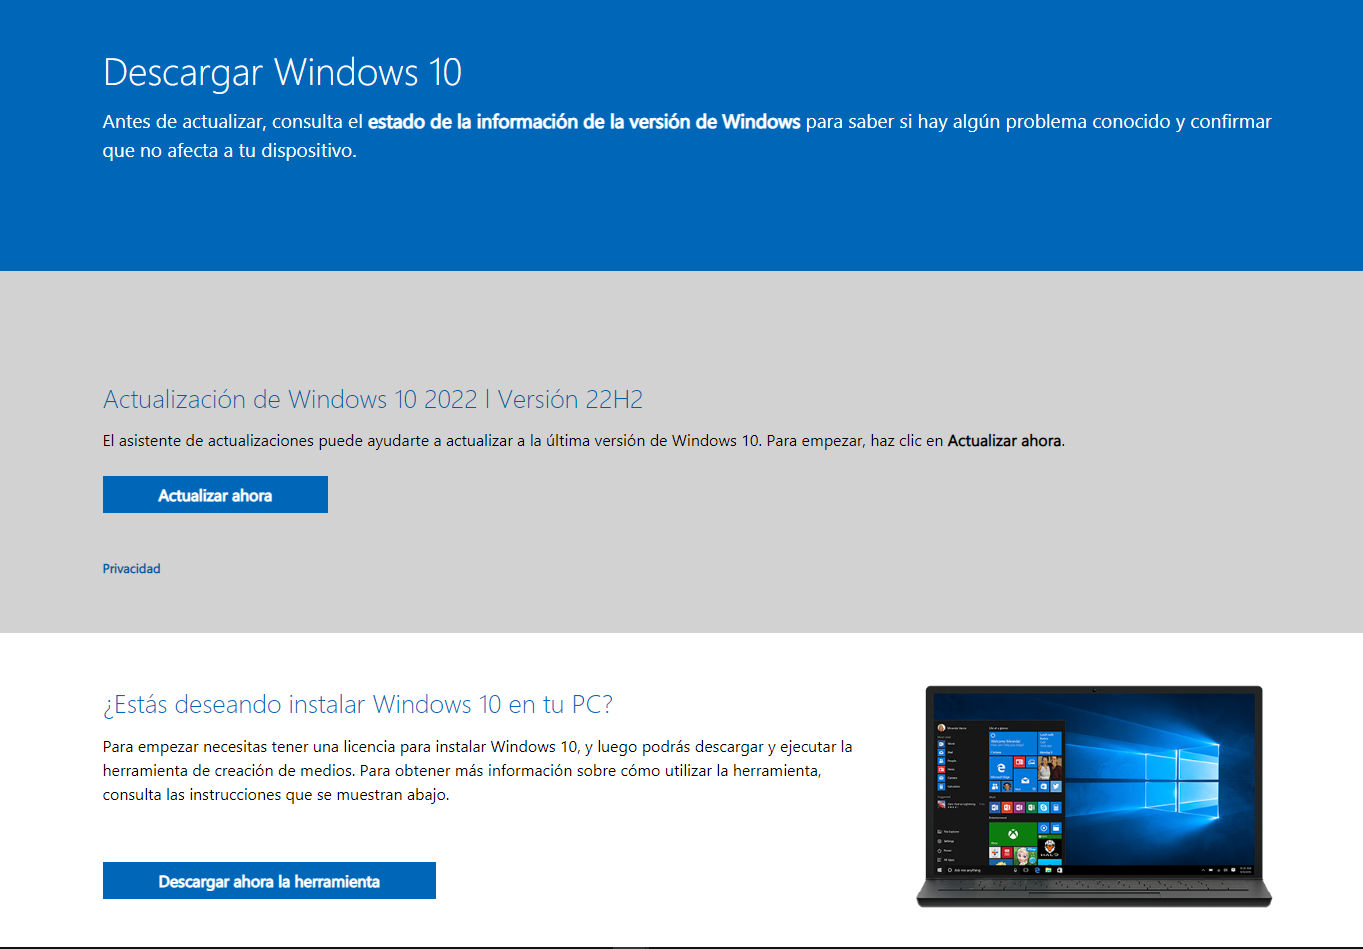 Descargar Windows 10
Antes de actualizar, consulta el estado de la información de la versión de Windows para saber si hay algún problema conocido y confirmar
que no afecta a tu dispositivo.
Actualización de Windows 10 2022 | Versión 22H2
El asistente de actualizaciones puede ayudarte a actualizar a la última versión de Windows 10. Para empezar, haz clic en Actualizar ahora.
Actualizar ahora
Privacidad
¿Estás deseando instalar Windows 10 en tu PC?
Para empezar necesitas tener una licencia para instalar Windows 10, y luego podrás descargar y ejecutar la
herramienta de creación de medios. Para obtener más información sobre cómo utilizar la herramienta,
consulta las instrucciones que se muestran abajo.
Descargar ahora la herramienta